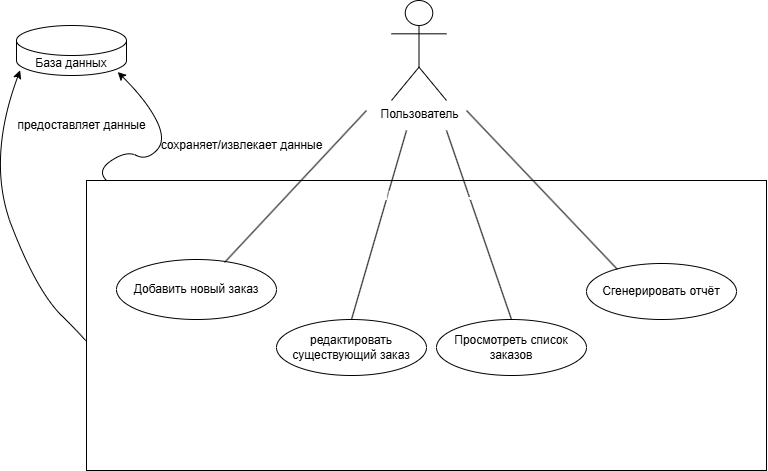 База данных
Пользователь
предоставляет данные
сохраняет/извлекает данные
Добавить новый заказ
Сгенерировать отчёт
редактировать
существующий заказ
Просмотреть список
заказов